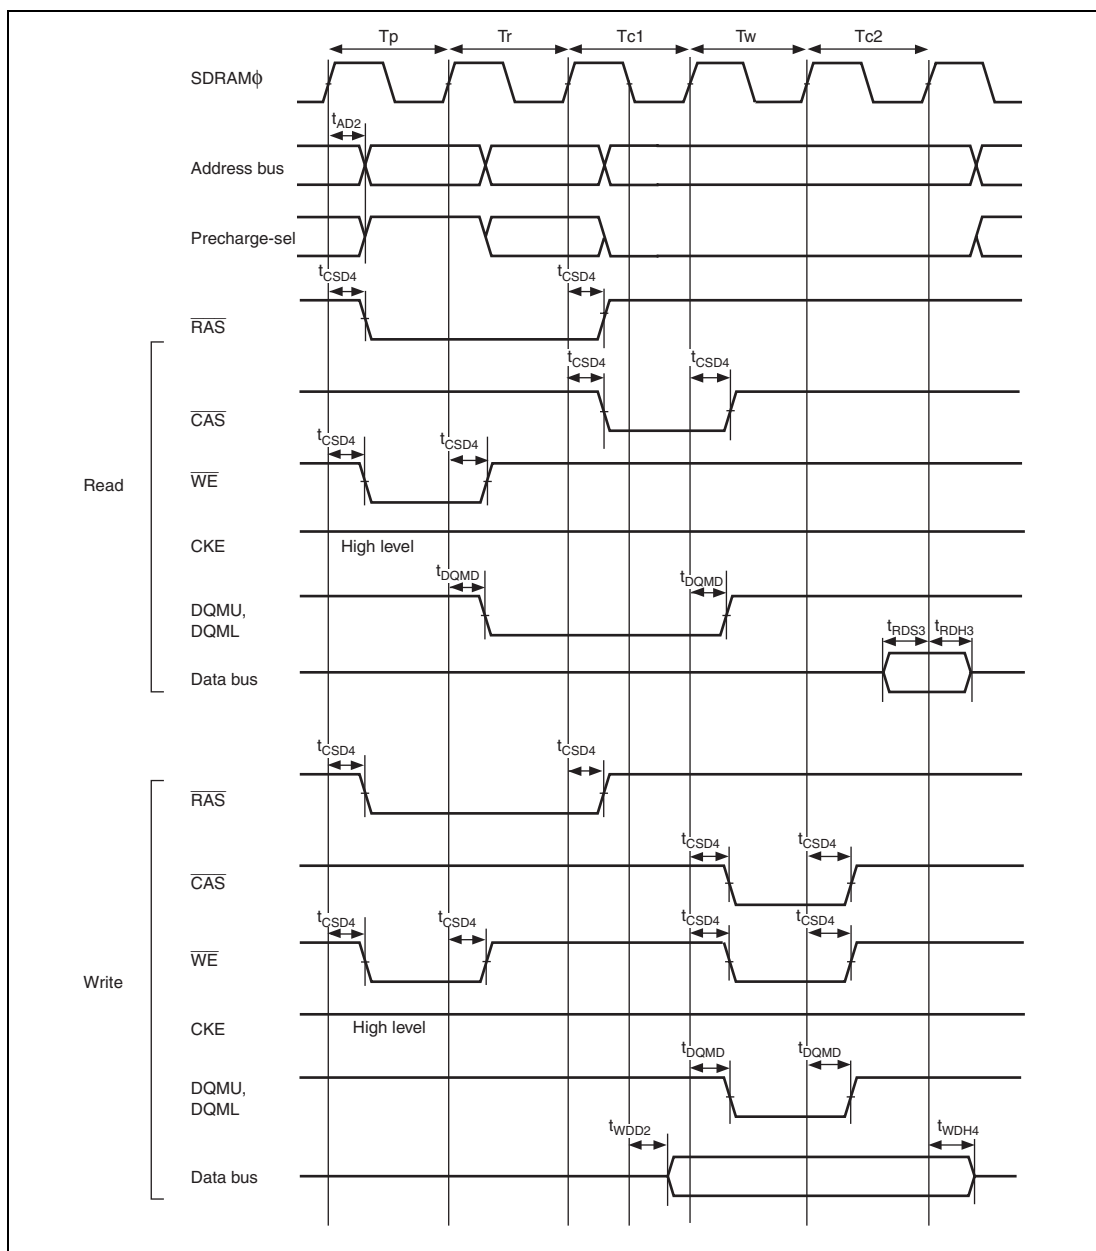 Tp Tr Tc1 Tw Tc2
SDRAMϕ
tAD2
Address bus
Precharge-sel
tCSD4 tCSD4
RAS
tCSD4 tCSD4
CAS
tCSD4 tCSD4
Read
WE
CKE High level
tDQMD tDQMD
DQMU,
DQML
tRDS3 tRDH3
Data bus
tCSD4 tCSD4
RAS
tCSD4 tCSD4
CAS
tCSD4 tCSD4 tCSD4 tCSD4
WE
Write
CKE High level
tDQMD tDQMD
DQMU,
DQML
tWDD2 tWDH4
Data bus